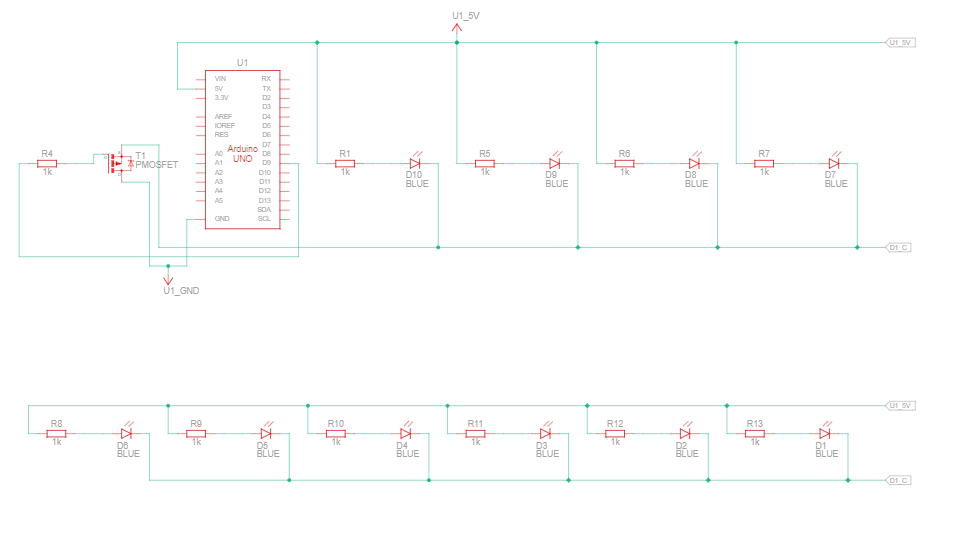 U1_5V
U1_5V
U1
VIN RX
5V TX
3.3V D2
D3
AREF D4
IOREF D5
RES D6
D7
A0 D8
A1 D9
A2 D10
A3 D11
A4 D12
A5 D13
SDA
GND SCL
Arduino
UNO
R4
1k
T1
PMOSFET
R1
1k
D10
BLUE
R5
1k
D9
BLUE
R6
1k
D8
BLUE
R7
1k
D7
BLUE
D1_C
U1_GND
U1_5V
R8
1k
D6
BLUE
R9
1k
D5
BLUE
R10
1k
D4
BLUE
R11
1k
D3
BLUE
R12
1k
D2
BLUE
R13
1k
D1
BLUE
D1_C